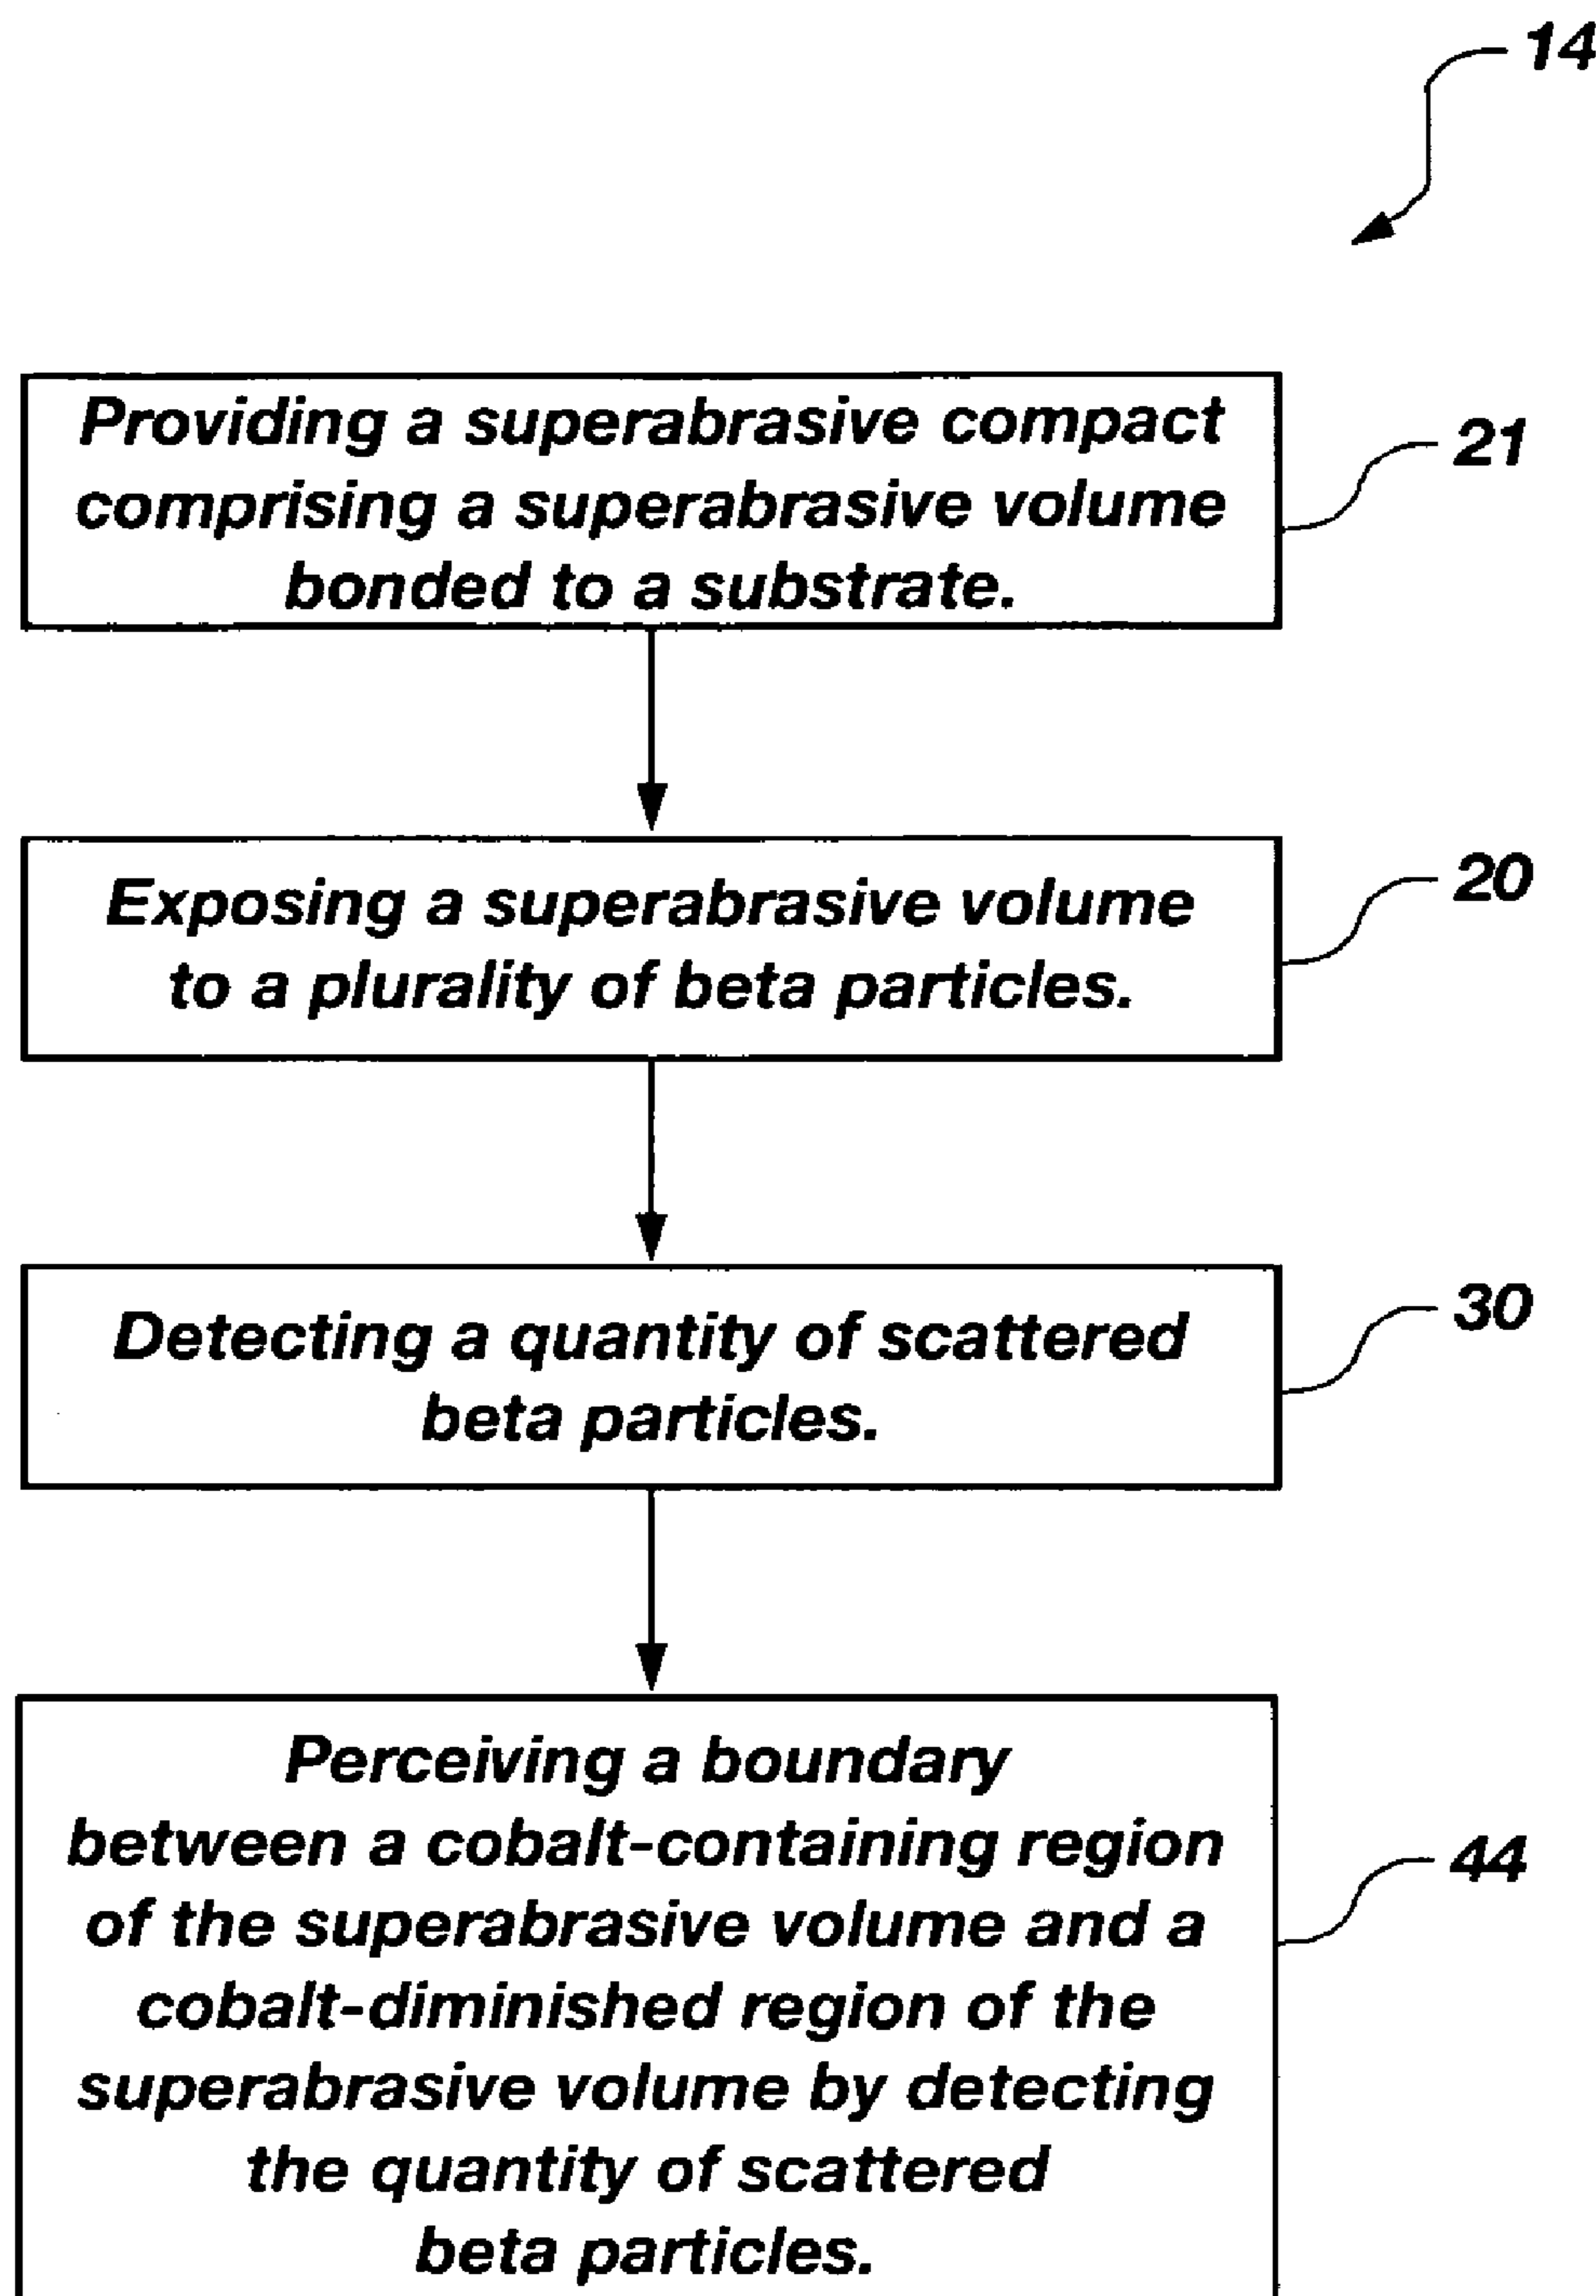 14
Providing a superabrasive compact
comprising a superabrasive volume
bonded to a substrate.
21
Exposing a superabrasive volume
to a plurality of beta particles.
20
Detecting a quantity of scattered
beta particles.
30
Perceiving a boundary
between a cobalt-containing region
of the superabrasive volume and a
cobalt-diminished region of the
superabrasive volume by detecting
the quantity of scattered
beta particles.
44